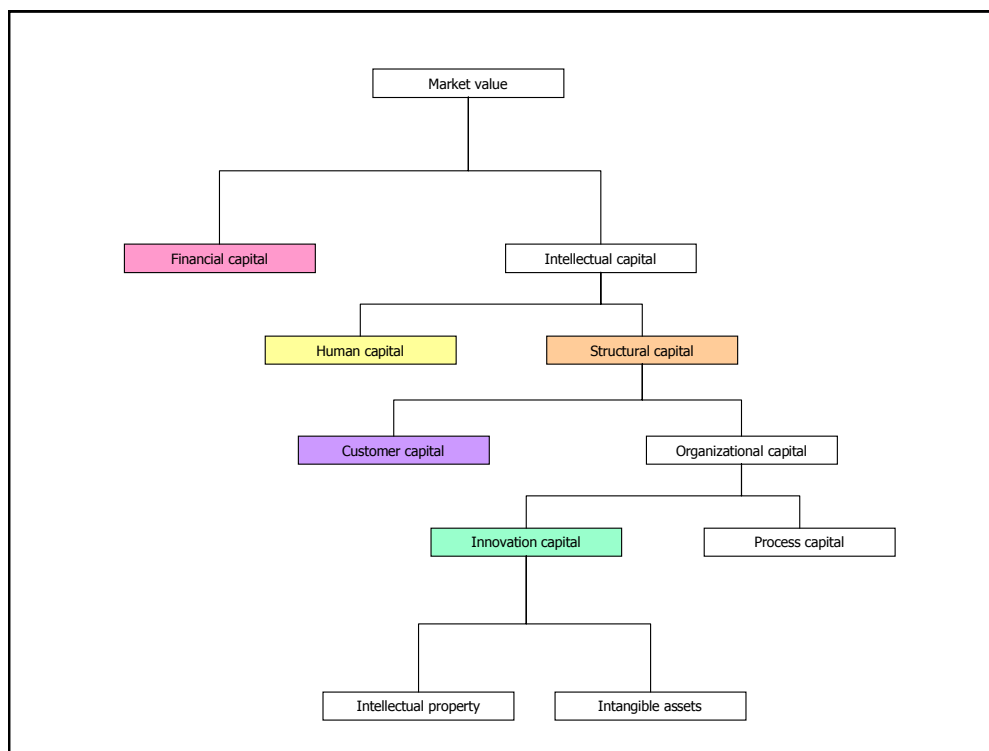 Market value
Financial capital
Intellectual capital
Human capital
Structural capital
Customer capital
Organizational capital
Innovation capital
Process capital
Intellectual property
Intangible assets